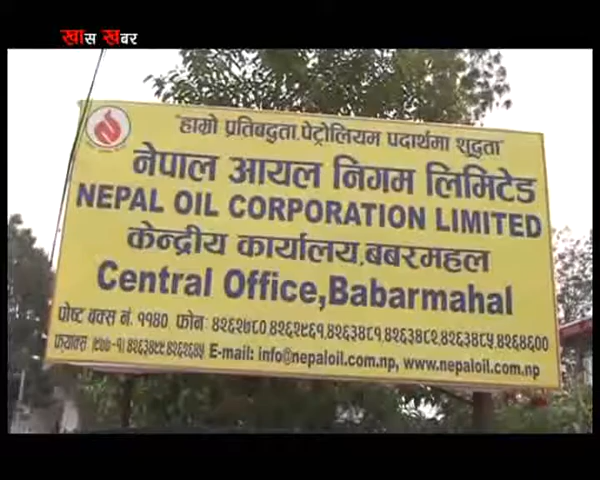 खास खबर
"हाम्रो प्रतिबद्धता, पेट्रोलियम पदार्थमा शुद्धता"
नेपाल आयल निगम लिमिटेड
NEPAL OIL CORPORATION LIMITED
केन्द्रीय कार्यालय, बबरमहल
Central Office, Babarmahal
पोष्ट बक्स नं. ११४० फोन: ४२६२७८० ४२६२९६१, ४२६३४८१, ४२६३४८२, ४२६३४८५, ४२६४६००
फ्याक्स E-mail: info@nepaloil.com.np, www.nepaloil.com.np